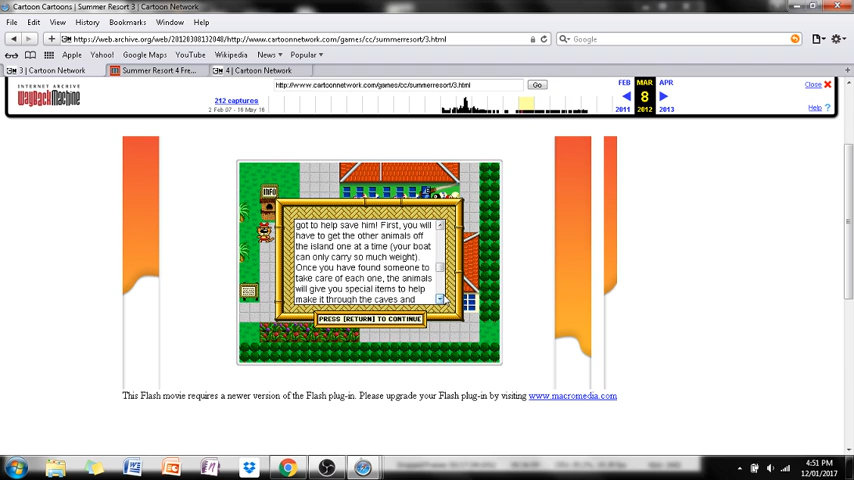 Cartoon Cartoons | Summer Resort 3 | Cartoon Network
File Edit View History Bookmarks Window Help
https://web.archive.org/web/20120308132048/http://www.cartoonnetwork.com/games/cc/summerresort/3.html
Google
Apple Yahoo! Google Maps YouTube Wikipedia News Popular
3 | Cartoon Network
Summer Resort 4 Fre...
4 | Cartoon Network
INTERNET ARCHIVE
WayBackMachine
http://www.cartoonnetwork.com/games/cc/summerresort/3.html
Go
FEB MAR APR
Close
212 captures
8
2 Feb 07 - 16 May 16
2011 2012 2013
Help ?
INFO
got to help save him! First, you will
have to get the other animals off
the island one at a time (your boat
can only carry so much weight).
Once you have found someone to
take care of each one, the animals
will give you special items to help
make it through the caves and
PRESS [RETURN] TO CONTINUE
This Flash movie requires a newer version of the Flash plug-in. Please upgrade your Flash plug-in by visiting www.macromedia.com
4:51 PM
12/01/2017